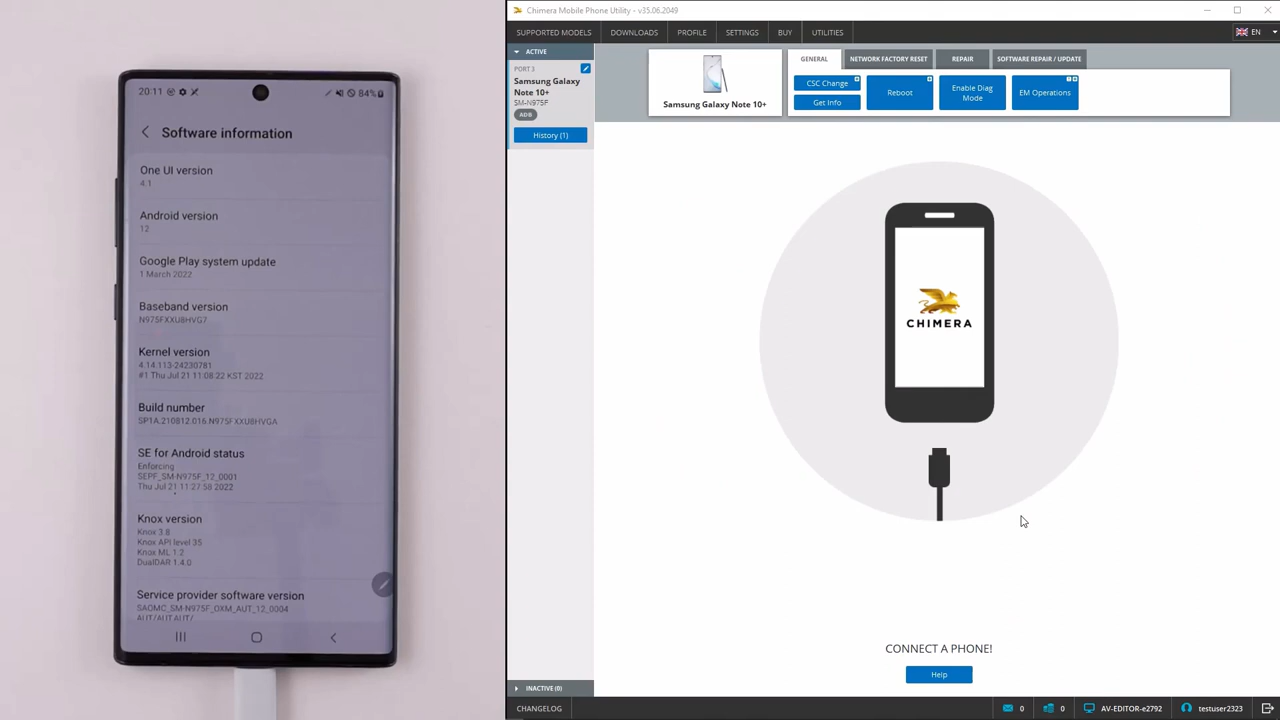 20:11
84%
Software information
One UI version
4.1
Android version
12
Google Play system update
1 March 2022
Baseband version
N975FXXU8HVG7
Kernel version
4.14.113-24230781
#1 Thu Jul 21 11:08:22 KST 2022
Build number
SP1A.210812.016.N975FXXU8HVGA
SE for Android status
Enforcing
SEPF_SM-N975F_12_0001
Thu Jul 21 11:27:58 2022
Knox version
Knox 3.8
Knox API level 35
Knox ML 1.2
DualDAR 1.4.0
Service provider software version
SAOMC_SM-N975F_OXM_AUT_12_0004
AUT/AUT,AUT/
Chimera Mobile Phone Utility - v35.06.2049
SUPPORTED MODELS DOWNLOADS PROFILE SETTINGS BUY UTILITIES
EN
ACTIVE
PORT 3
Samsung Galaxy
Note 10+
SM-N975F
ADB
History (1)
Samsung Galaxy Note 10+
GENERAL NETWORK FACTORY RESET REPAIR SOFTWARE REPAIR / UPDATE
CSC Change
Get Info
Reboot
Enable Diag
Mode
EM Operations
CHIMERA
CONNECT A PHONE!
Help
INACTIVE (0)
CHANGELOG
0
0
AV-EDITOR-e2792
testuser2323